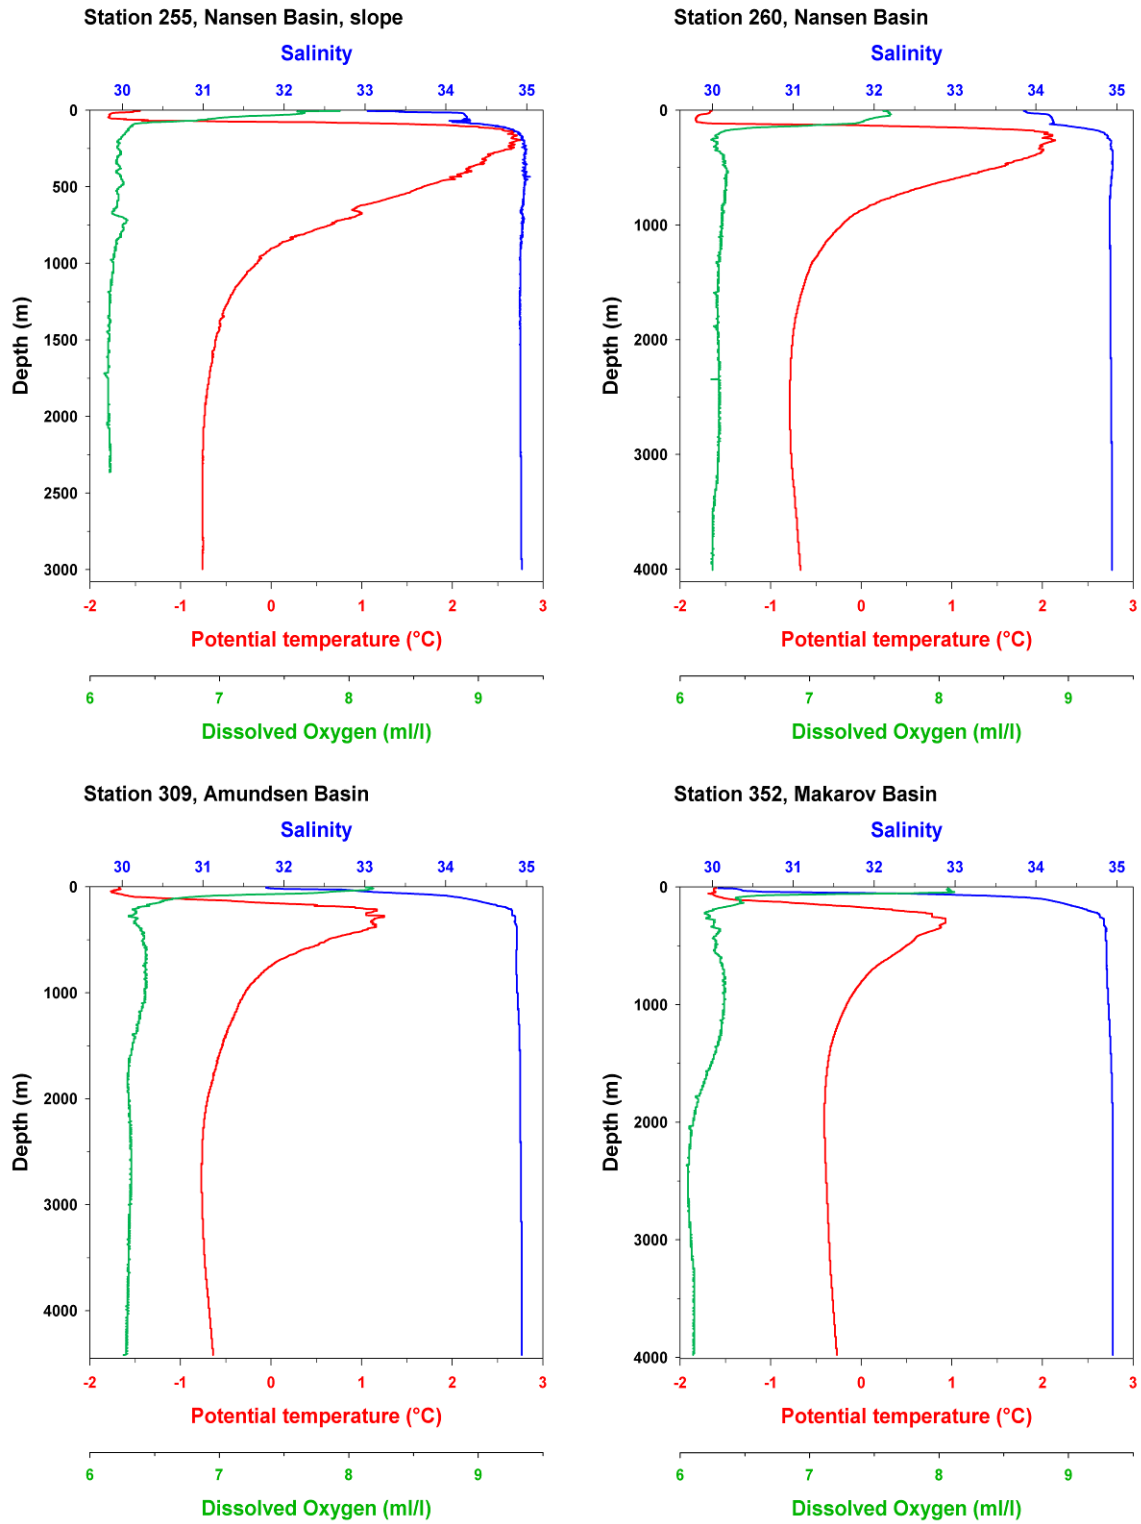 Station 255, Nansen Basin, slope
Salinity
30 31 32 33 34 35
0
500
1000
1500
2000
2500
3000
Depth (m)
-2 -1 0 1 2 3
Potential temperature (°C)
6 7 8 9
Dissolved Oxygen (ml/l)
Station 260, Nansen Basin
Salinity
30 31 32 33 34 35
0
1000
2000
3000
4000
Depth (m)
-2 -1 0 1 2 3
Potential temperature (°C)
6 7 8 9
Dissolved Oxygen (ml/l)
Station 309, Amundsen Basin
Salinity
30 31 32 33 34 35
0
1000
2000
3000
4000
Depth (m)
-2 -1 0 1 2 3
Potential temperature (°C)
6 7 8 9
Dissolved Oxygen (ml/l)
Station 352, Makarov Basin
Salinity
30 31 32 33 34 35
0
1000
2000
3000
4000
Depth (m)
-2 -1 0 1 2 3
Potential temperature (°C)
6 7 8 9
Dissolved Oxygen (ml/l)